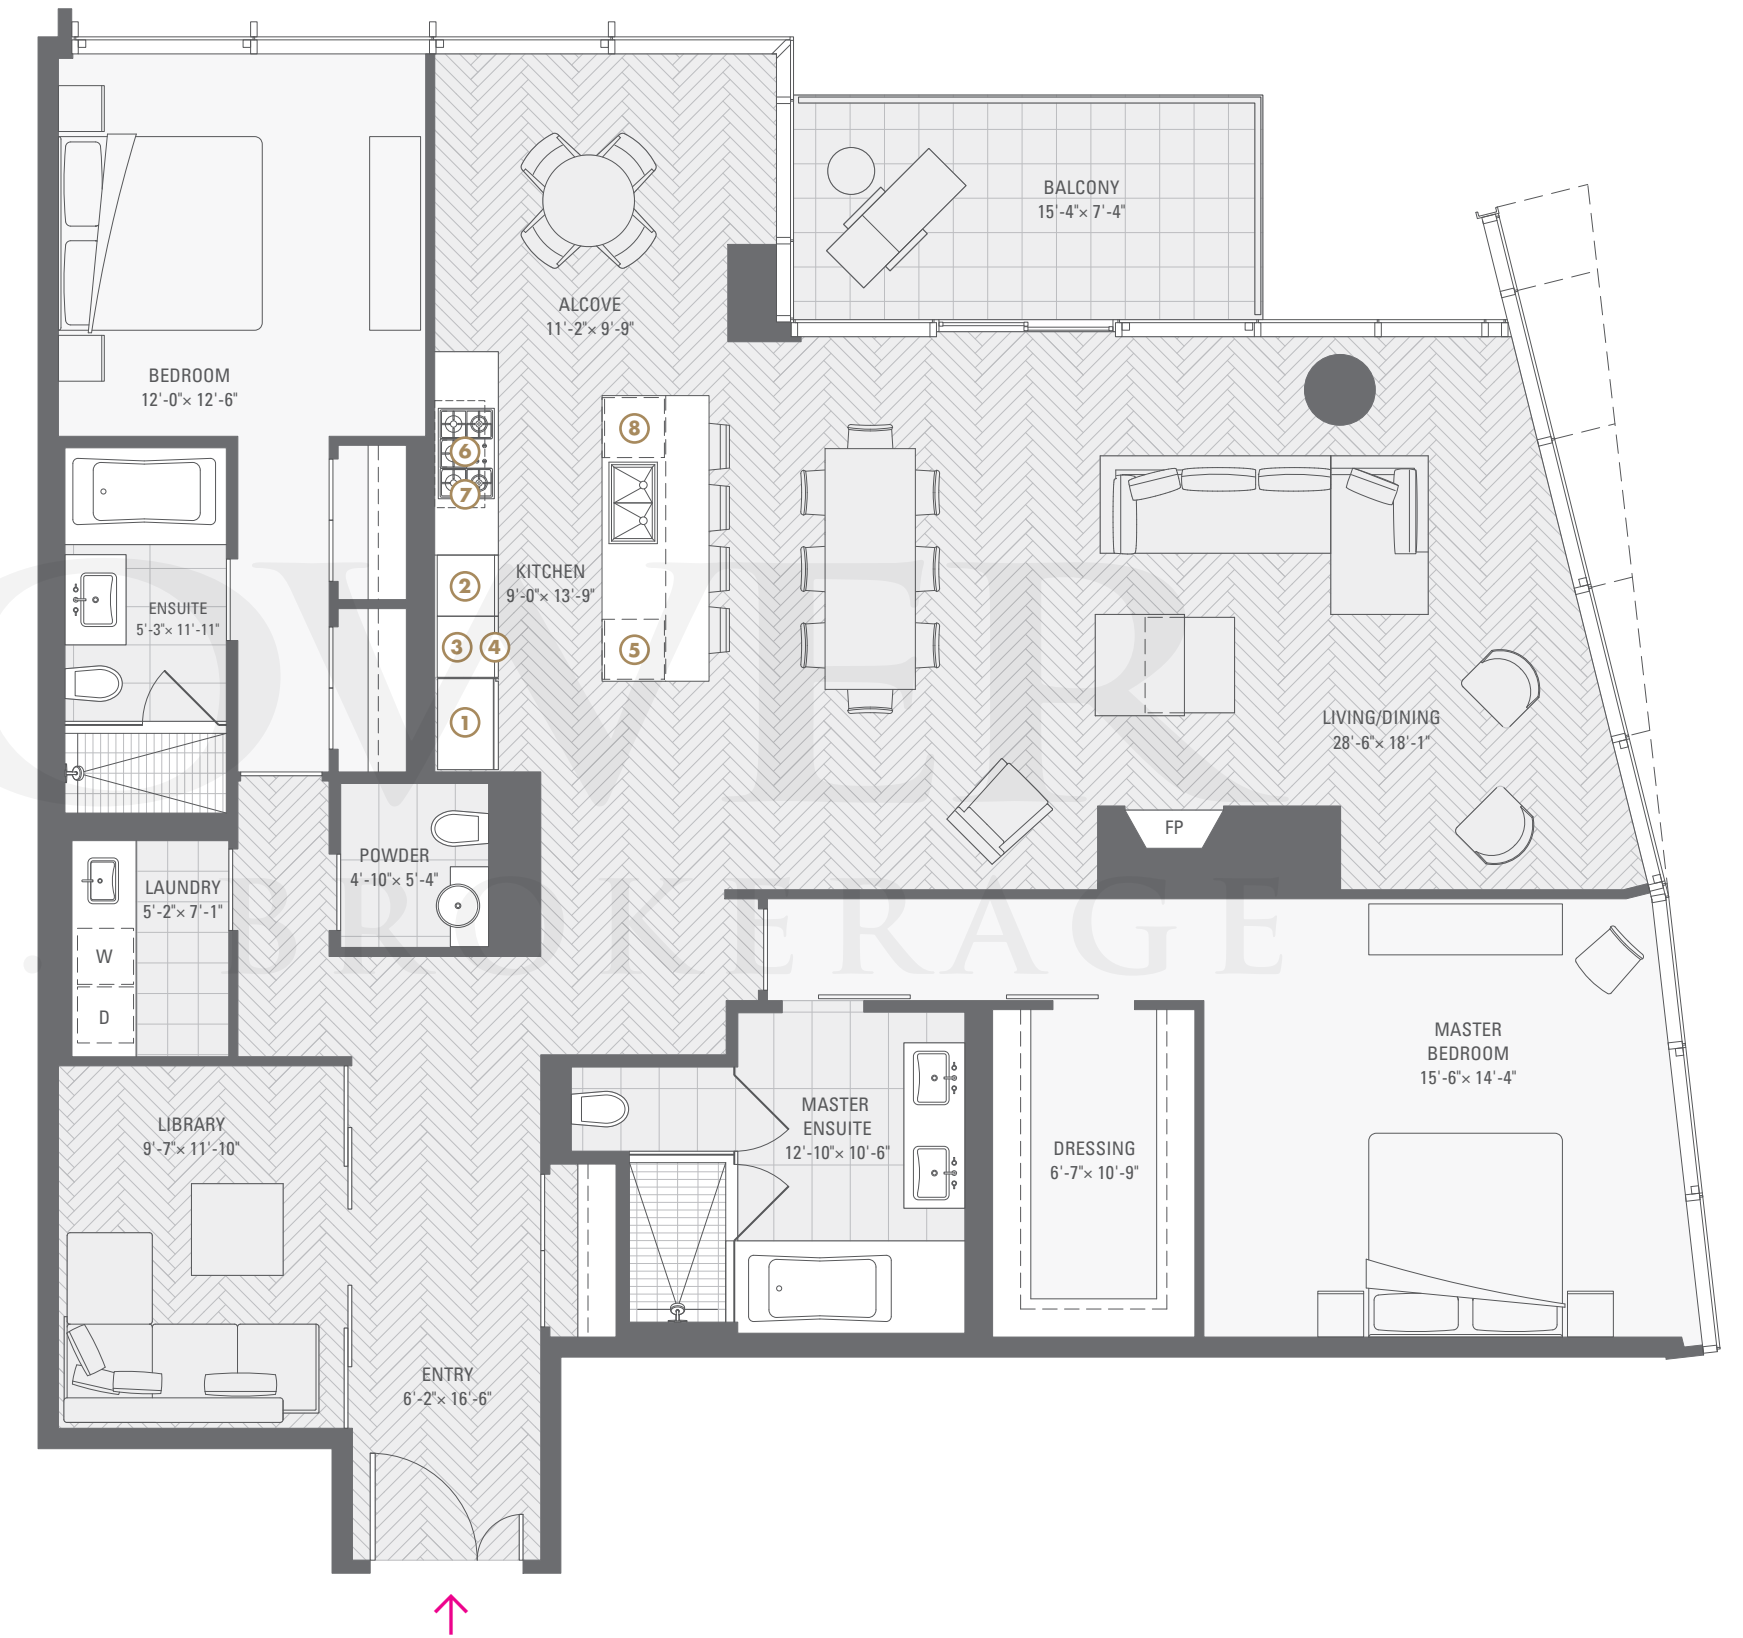 BALCONY
15'-4"× 7'-4"
ALCOVE
11'-2"× 9'-9"
BEDROOM
12'-0"× 12'-6"
8
6
7
KITCHEN
9'-0"× 13'-9"
2
3 4
5
1
ENSUITE
5'-3"× 11'-11"
LIVING/DINING
28'-6"× 18'-1"
FP
POWDER
4'-10"× 5'-4"
LAUNDRY
5'-2"× 7'-1"
W
D
OWER
BROKERAGE
MASTER
BEDROOM
15'-6"× 14'-4"
LIBRARY
9'-7"× 11'-10"
MASTER
ENSUITE
12'-10"× 10'-6"
DRESSING
6'-7"× 10'-9"
ENTRY
6'-2"× 16'-6"